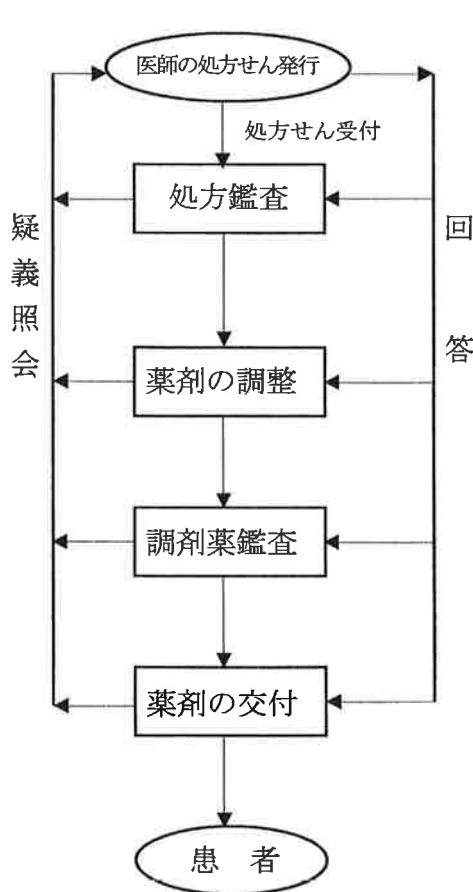 医師の処方せん発行
処方せん受付
処方鑑査
疑義照会
回答
薬剤の調整
調剤薬鑑査
薬剤の交付
患者